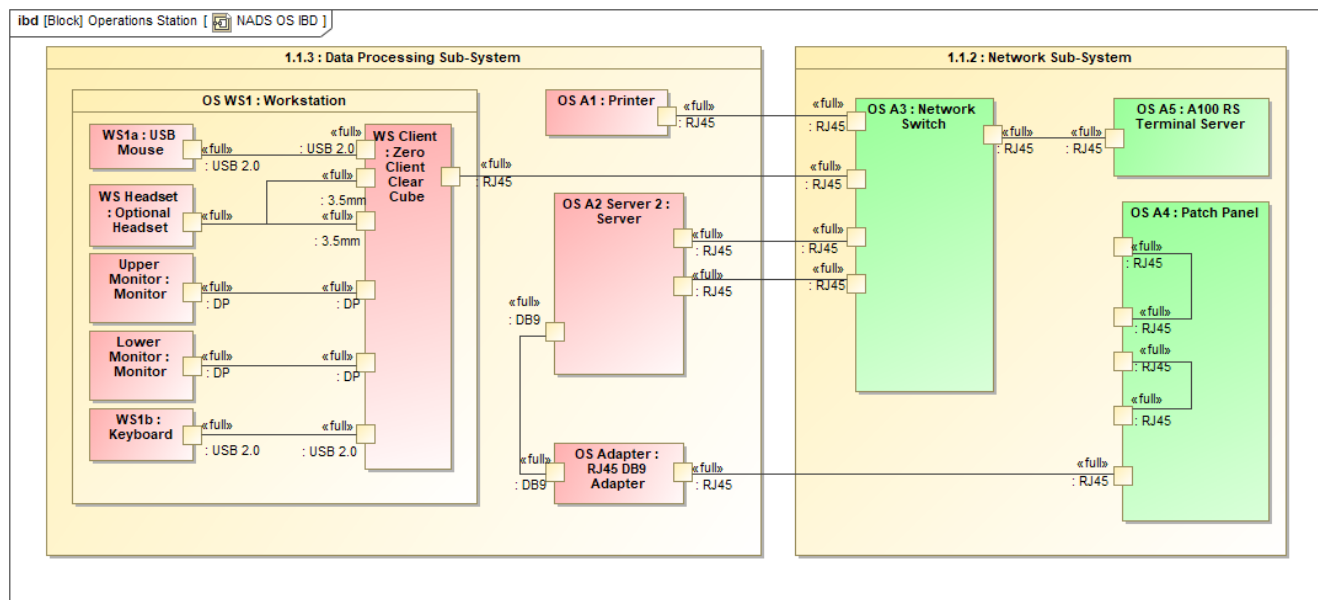 ibd [Block] Operations Station [ NADS OS IBD ]
1.1.3 : Data Processing Sub-System
OS WS1 : Workstation
WS1a : USB
Mouse
«full»
: USB 2.0
«full»
: USB 2.0
WS Headset
: Optional
Headset
«full»
«full»
: 3.5mm
«full»
: 3.5mm
Upper
Monitor :
Monitor
«full»
: DP
«full»
: DP
Lower
Monitor :
Monitor
«full»
: DP
«full»
: DP
WS1b :
Keyboard
«full»
: USB 2.0
«full»
: USB 2.0
WS Client
: Zero
Client
Clear
Cube
«full»
: RJ45
OS A1 : Printer
«full»
: RJ45
OS A2 Server 2 :
Server
«full»
: RJ45
«full»
: RJ45
«full»
: DB9
OS Adapter :
RJ45 DB9
Adapter
«full»
: DB9
«full»
: RJ45
1.1.2 : Network Sub-System
OS A3 : Network
Switch
«full»
: RJ45
«full»
: RJ45
«full»
: RJ45
«full»
: RJ45
«full»
: RJ45
OS A5 : A100 RS
Terminal Server
«full»
: RJ45
OS A4 : Patch Panel
«full»
: RJ45
«full»
: RJ45
«full»
: RJ45
«full»
: RJ45
«full»
: RJ45